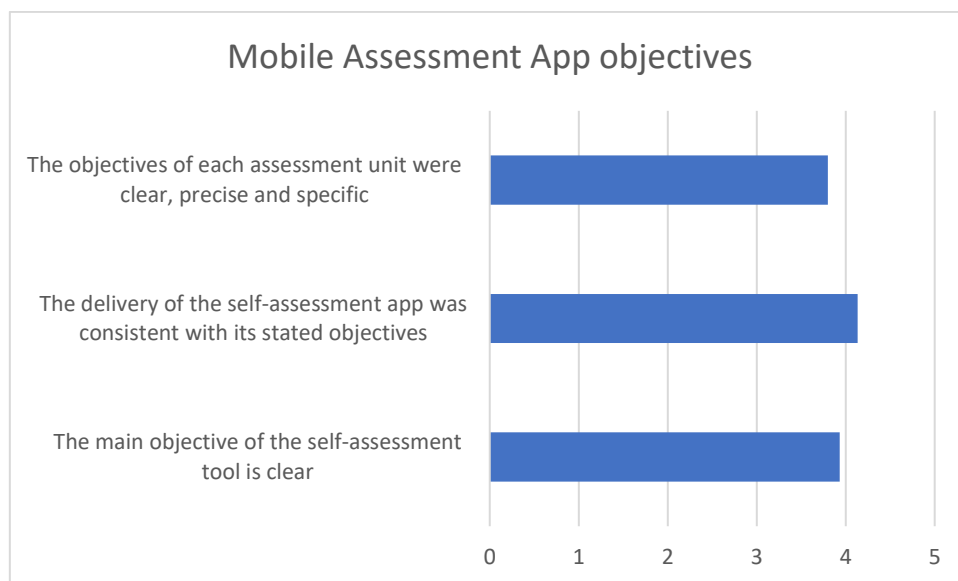 Mobile Assessment App objectives
The objectives of each assessment unit were
clear, precise and specific
The delivery of the self-assessment app was
consistent with its stated objectives
The main objective of the self-assessment
tool is clear
0 1 2 3 4 5